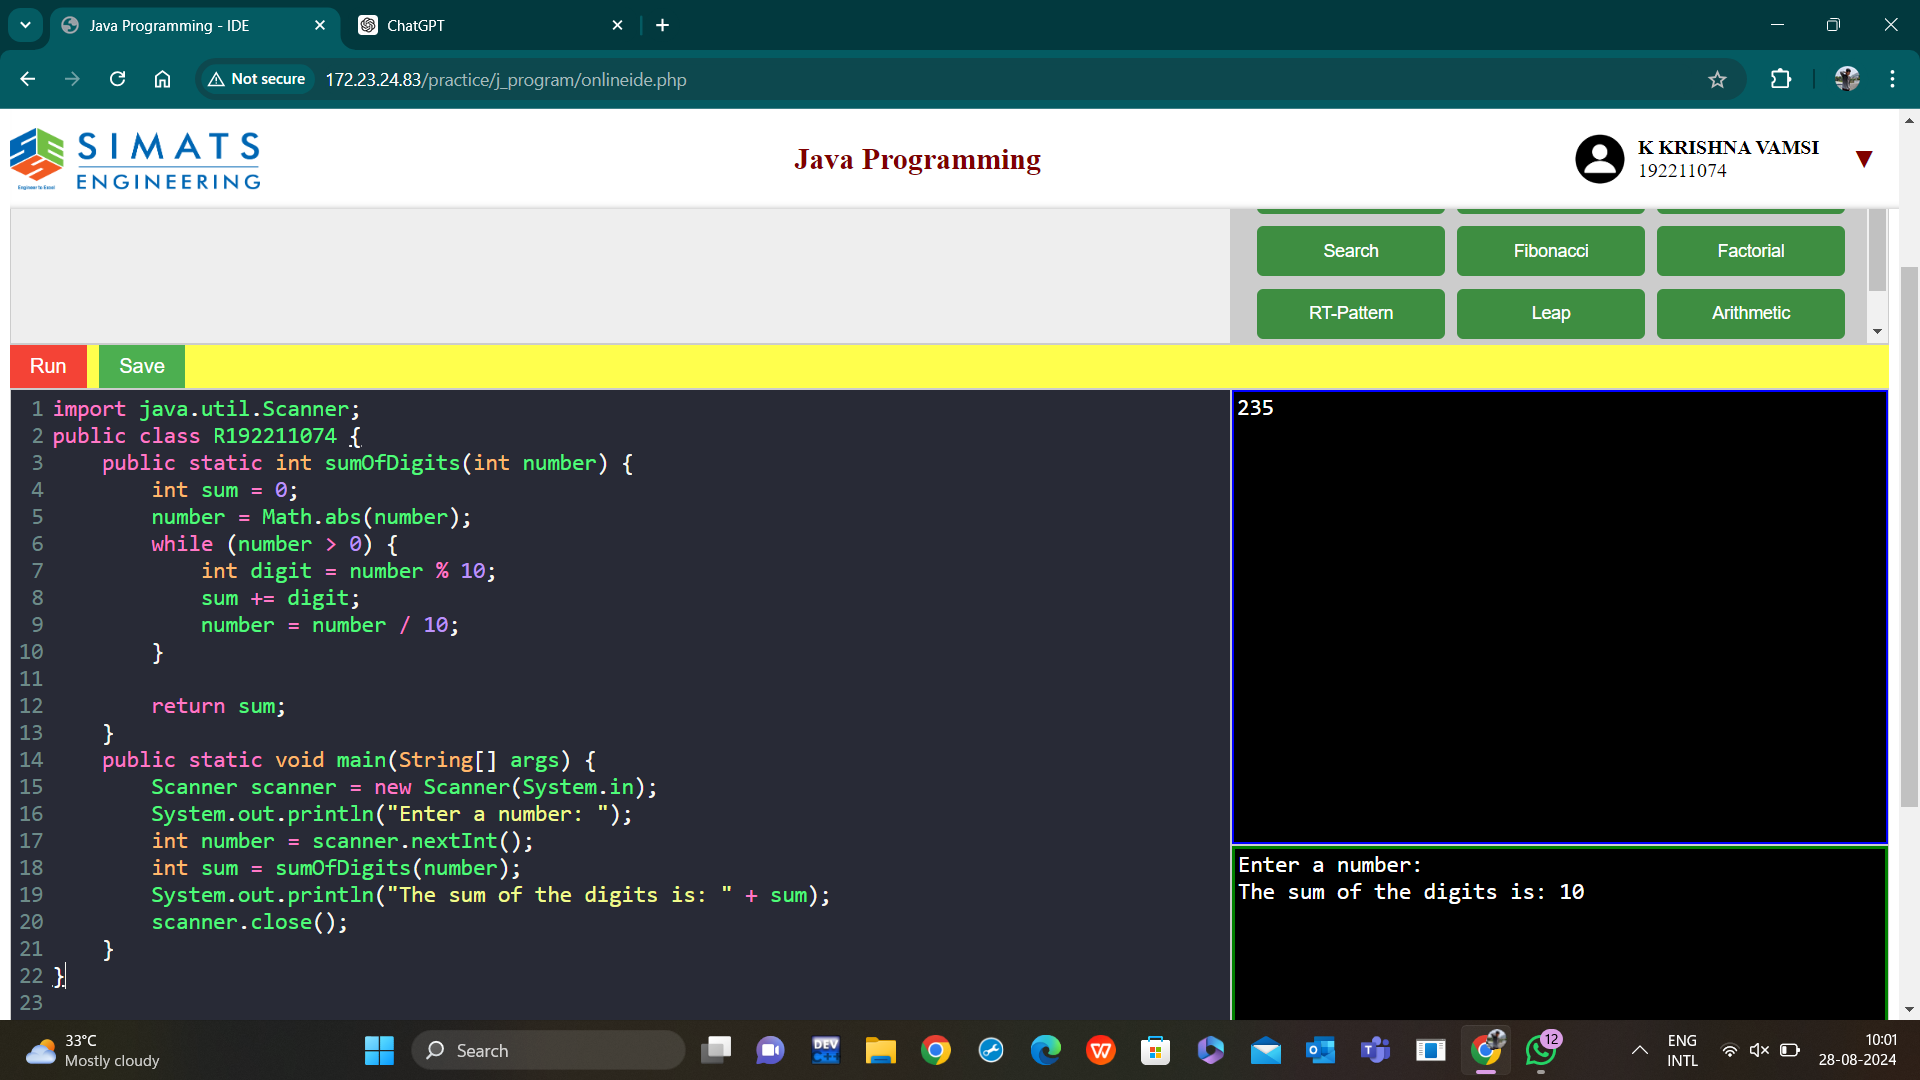 Java Programming - IDE
ChatGPT
Not secure
172.23.24.83/practice/j_program/onlineide.php
SIMATS
ENGINEERING
Engineer to Excel
Java Programming
K KRISHNA VAMSI
192211074
Search Fibonacci Factorial
RT-Pattern Leap Arithmetic
Run Save
1 import java.util.Scanner;
2 public class R192211074 {
3     public static int sumOfDigits(int number) {
4         int sum = 0;
5         number = Math.abs(number);
6         while (number > 0) {
7             int digit = number % 10;
8             sum += digit;
9             number = number / 10;
10         }
11
12         return sum;
13     }
14     public static void main(String[] args) {
15         Scanner scanner = new Scanner(System.in);
16         System.out.println("Enter a number: ");
17         int number = scanner.nextInt();
18         int sum = sumOfDigits(number);
19         System.out.println("The sum of the digits is: " + sum);
20         scanner.close();
21     }
22 }
23
235
Enter a number:
The sum of the digits is: 10
33°C
Mostly cloudy
Search
DEV
C++
12
ENG
INTL
10:01
28-08-2024